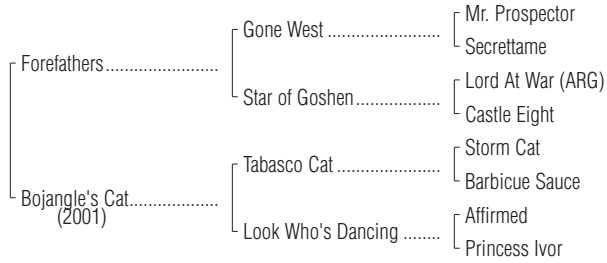 Mr. Prospector
Gone West
Secrettame
Forefathers
Lord At War (ARG)
Star of Goshen
Castle Eight
Storm Cat
Tabasco Cat
Barbicue Sauce
Bojangle's Cat
(2001)
Affirmed
Look Who's Dancing
Princess Ivor